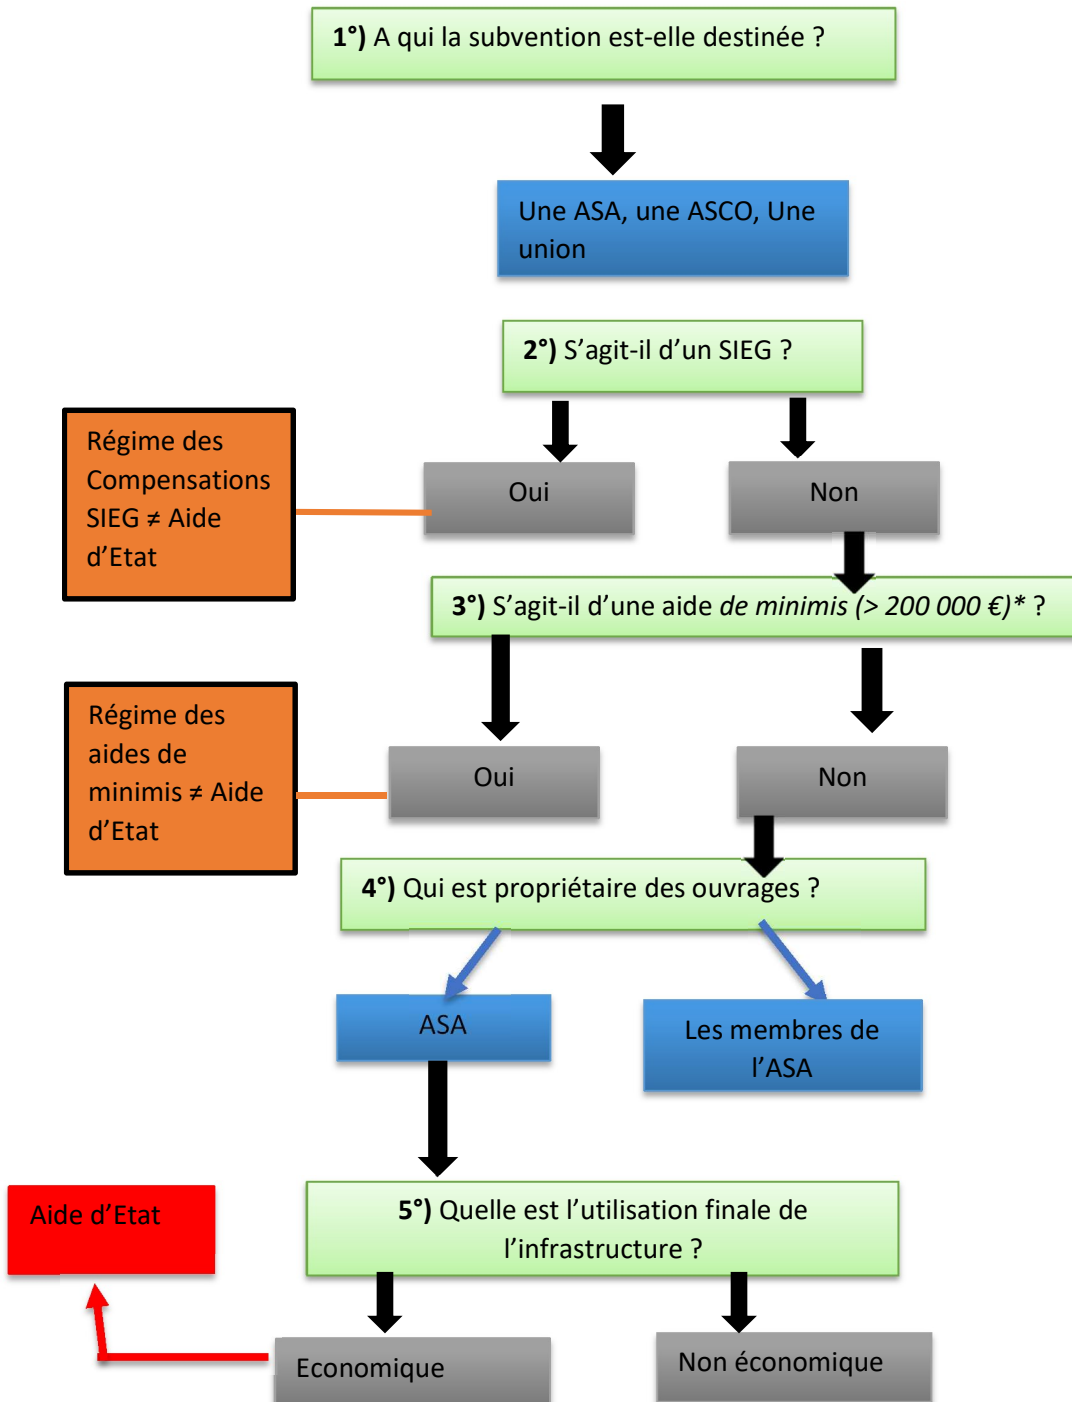 1°) A qui la subvention est-elle destinée ?
Une ASA, une ASCO, Une
union
2°) S’agit-il d’un SIEG ?
Régime des
Compensations
SIEG ≠ Aide
d’Etat
Oui
Non
3°) S’agit-il d’une aide de minimis (> 200 000 €)* ?
Régime des
aides de
minimis ≠ Aide
d’Etat
Oui
Non
4°) Qui est propriétaire des ouvrages ?
ASA
Les membres de
l’ASA
5°) Quelle est l’utilisation finale de
l’infrastructure ?
Aide d’Etat
Economique
Non économique